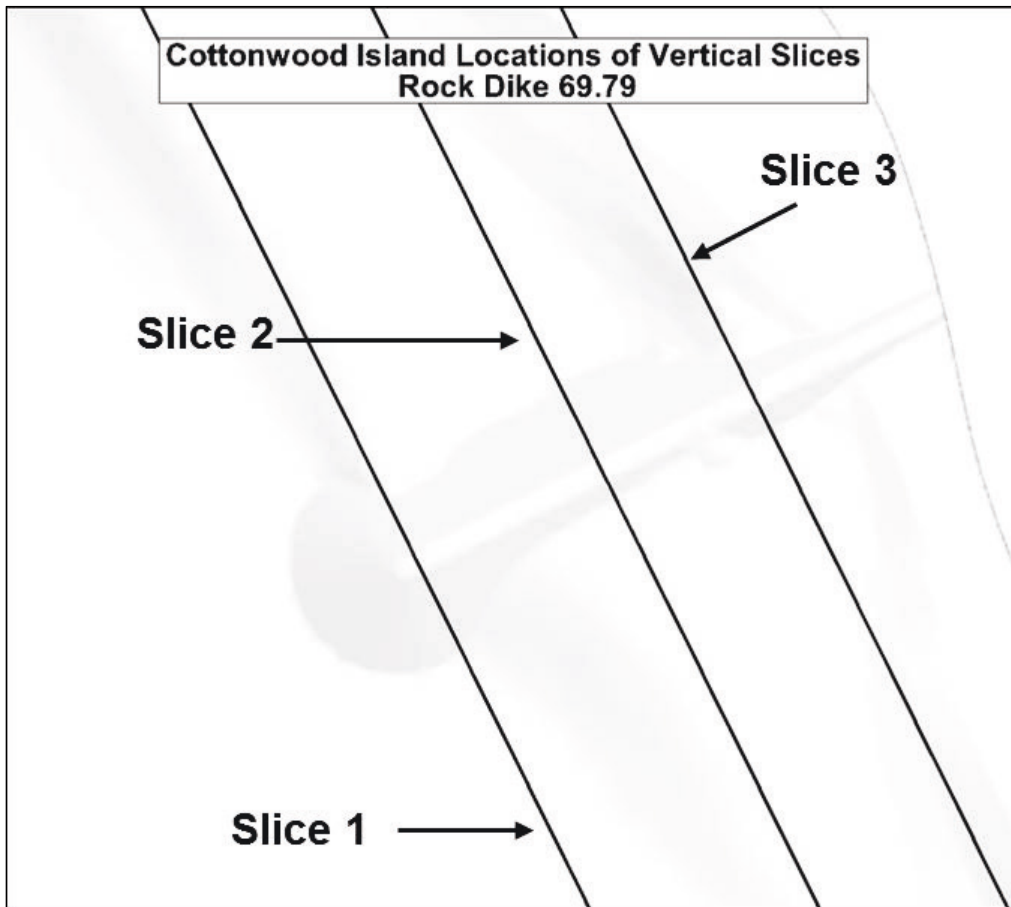 Cottonwood Island Locations of Vertical Slices
Rock Dike 69.79
Slice 3
Slice 2
Slice 1